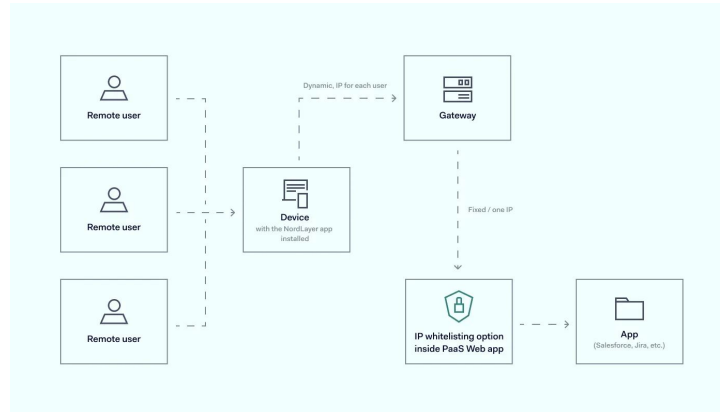 Remote user
Remote user
Remote user
Device
with the NordLayer app
installed
Dynamic, IP for each user
Gateway
Fixed / one IP
IP whitelisting option
inside PaaS Web app
App
(Salesforce, Jira, etc.)